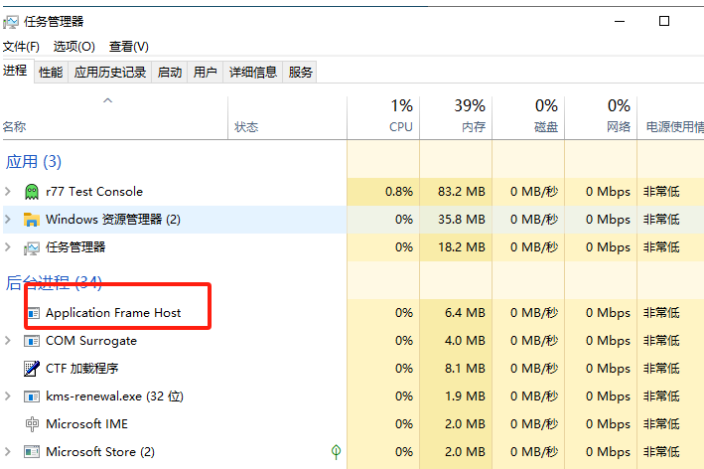 任务管理器
文件(F) 选项(O) 查看(V)
进程 性能 应用历史记录 启动 用户 详细信息 服务
1% 39% 0% 0%
名称 状态 CPU 内存 磁盘 网络 电源使用情
应用 (3)
r77 Test Console 0.8% 83.2 MB 0 MB/秒 0 Mbps 非常低
Windows 资源管理器 (2) 0% 35.8 MB 0 MB/秒 0 Mbps 非常低
任务管理器 0% 18.2 MB 0 MB/秒 0 Mbps 非常低
后台进程 (34)
Application Frame Host 0% 6.4 MB 0 MB/秒 0 Mbps 非常低
COM Surrogate 0% 4.0 MB 0 MB/秒 0 Mbps 非常低
CTF 加载程序 0% 8.1 MB 0 MB/秒 0 Mbps 非常低
kms-renewal.exe (32 位) 0% 1.9 MB 0 MB/秒 0 Mbps 非常低
Microsoft IME 0% 2.0 MB 0 MB/秒 0 Mbps 非常低
Microsoft Store (2) 0% 2.0 MB 0 MB/秒 0 Mbps 非常低